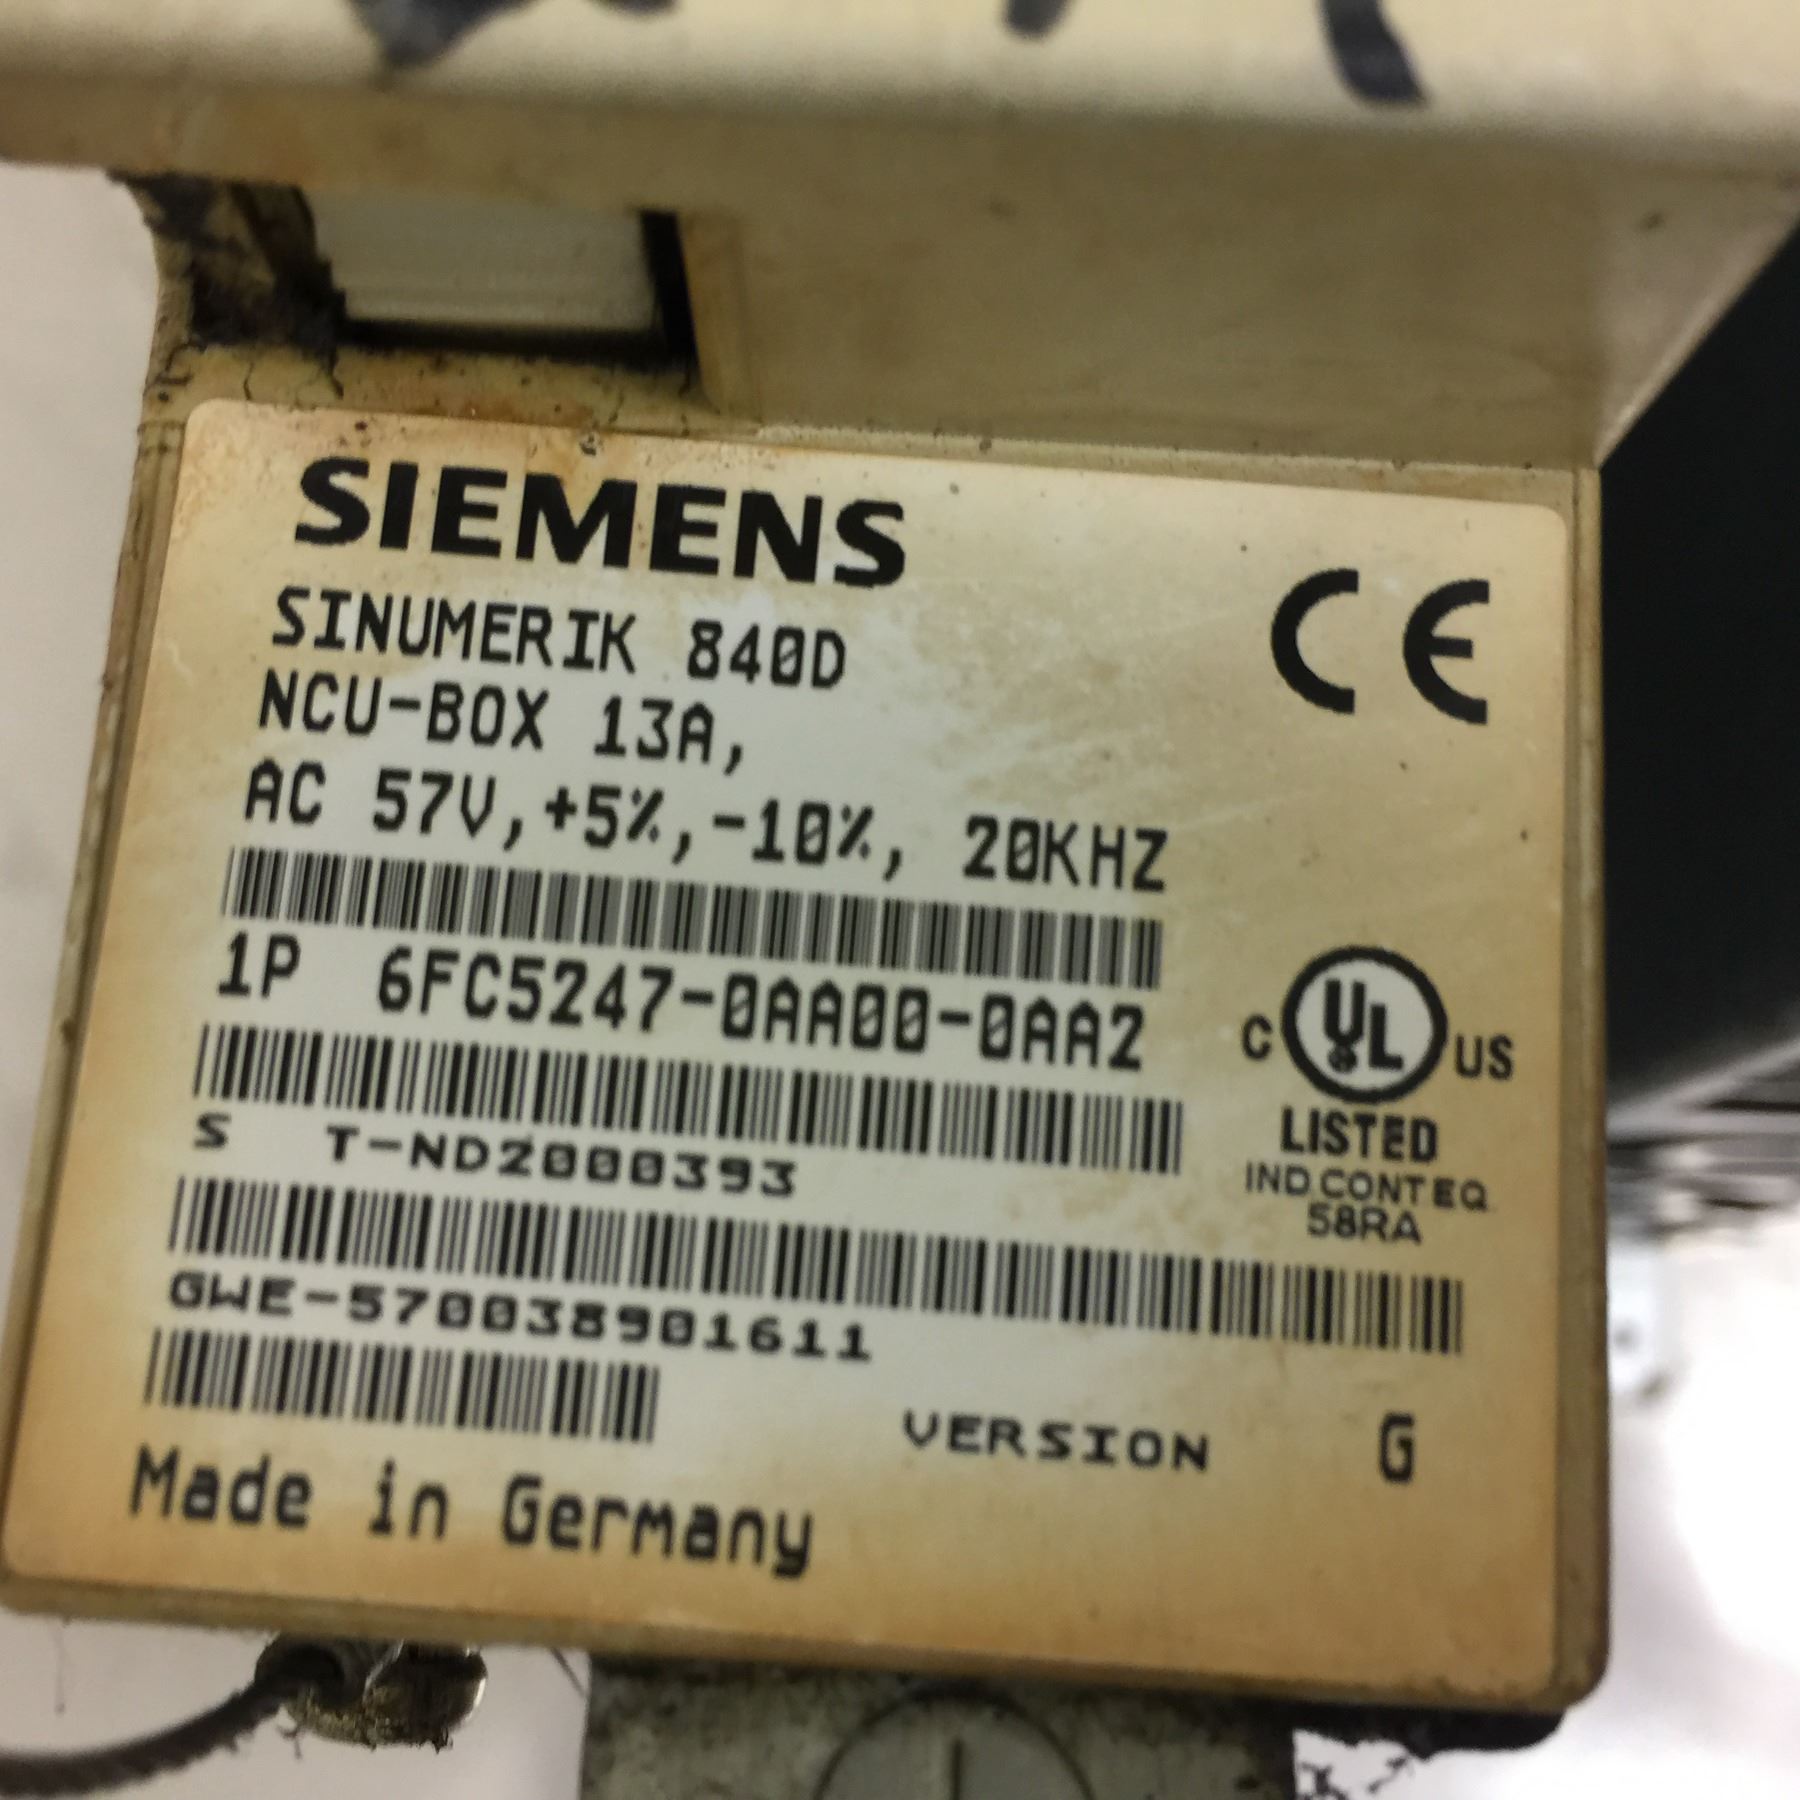 SIEMENS
SINUMERIK 840D
NCU-BOX 13A,
AC 57V,+5%,-10%, 20KHZ
CE
1P 6FC5247-0AA00-0AA2
C UL US
LISTED
IND.CONT.EQ.
58RA
S T-ND2000393
GWE-570038901611
VERSION G
Made in Germany